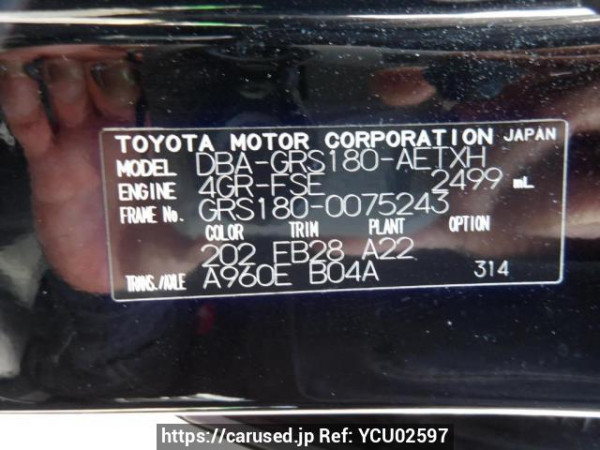 TOYOTA MOTOR CORPORATION JAPAN
MODEL DBA-GRS180-AETXH
ENGINE 4GR-FSE 2499 mL
FRAME No. GRS180-0075243
COLOR TRIM PLANT OPTION
202 FB28 A22
TRANS./AXLE A960E B04A 314
https://carused.jp Ref: YCU02597